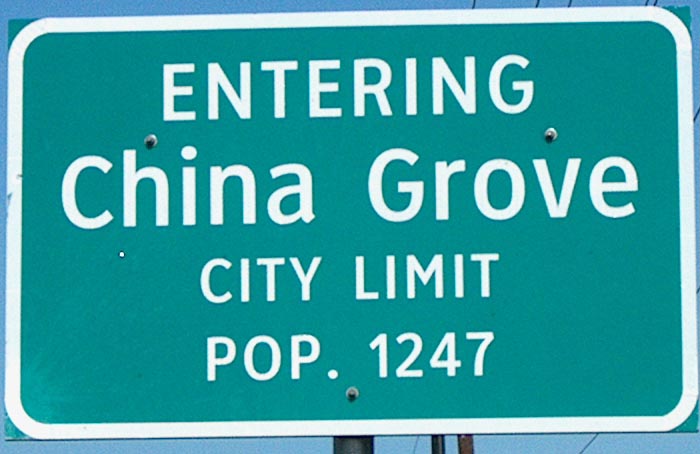 ENTERING
China Grove
CITY LIMIT
POP. 1247